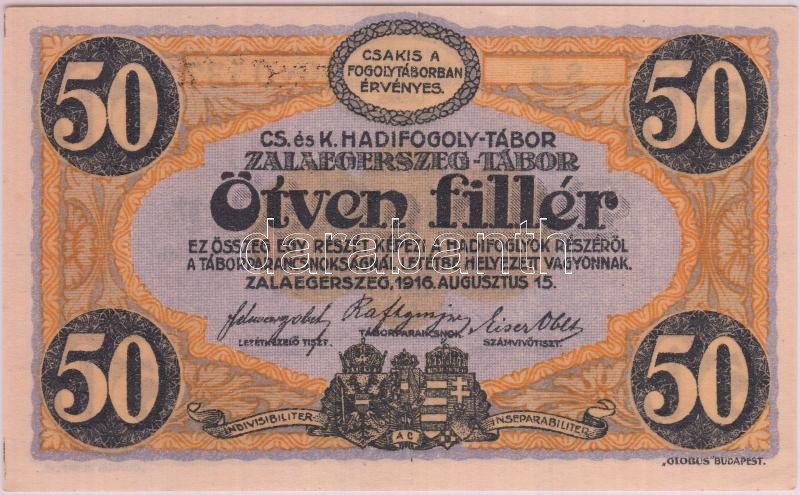 50
50
CSAKIS A
FOGOLYTÁBORBAN
ÉRVÉNYES.
CS. és K. HADIFOGOLY-TÁBOR
ZALAEGERSZEG-TÁBOR
Ötven fillér
EZ ÖSSZEG EGY RÉSZÉT KÉPEZI A HADIFOGLYOK RÉSZÉRŐL
A TÁBORPARANCSNOKSÁGNÁL LETÉTBE HELYEZETT VAGYONNAK.
darabanth
ZALAEGERSZEG, 1916. AUGUSZTUS 15.
LETÉTKEZELŐ TISZT.
TÁBORPARANCSNOK
SZÁMVIVŐTISZT.
50
50
INDIVISIBILITER
AC
INSEPARABILITER
„GLOBUS" BUDAPEST.